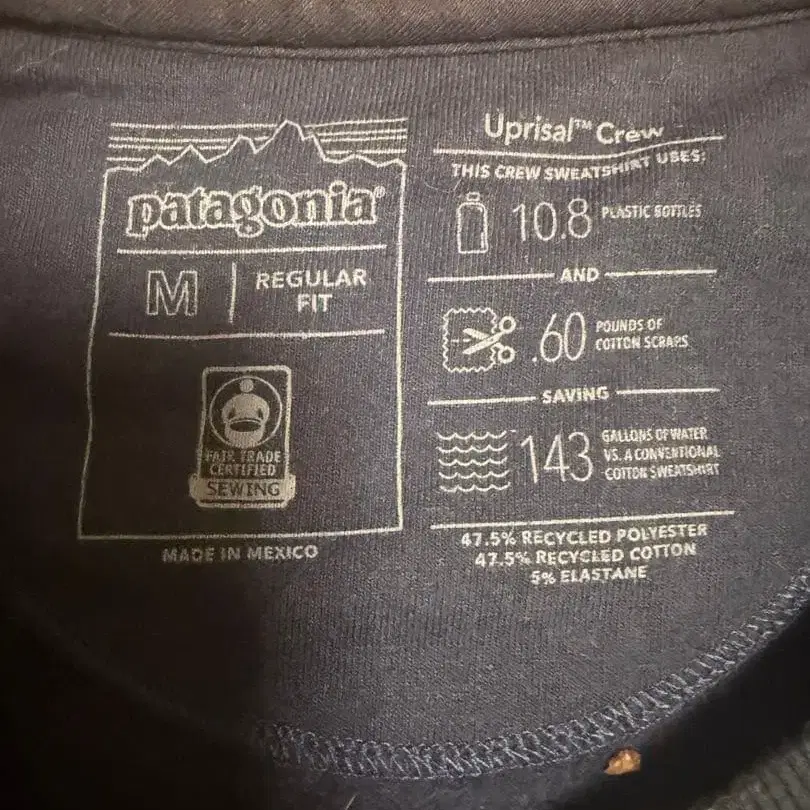 patagonia®
M
REGULAR
FIT
FAIR TRADE
CERTIFIED
SEWING
MADE IN MEXICO
Uprisal™ Crew
THIS CREW SWEATSHIRT USES:
10.8 PLASTIC BOTTLES
AND
.60 POUNDS OF
COTTON SCRAPS
SAVING
143 GALLONS OF WATER
VS. A CONVENTIONAL
COTTON SWEATSHIRT
47.5% RECYCLED POLYESTER
47.5% RECYCLED COTTON
5% ELASTANE